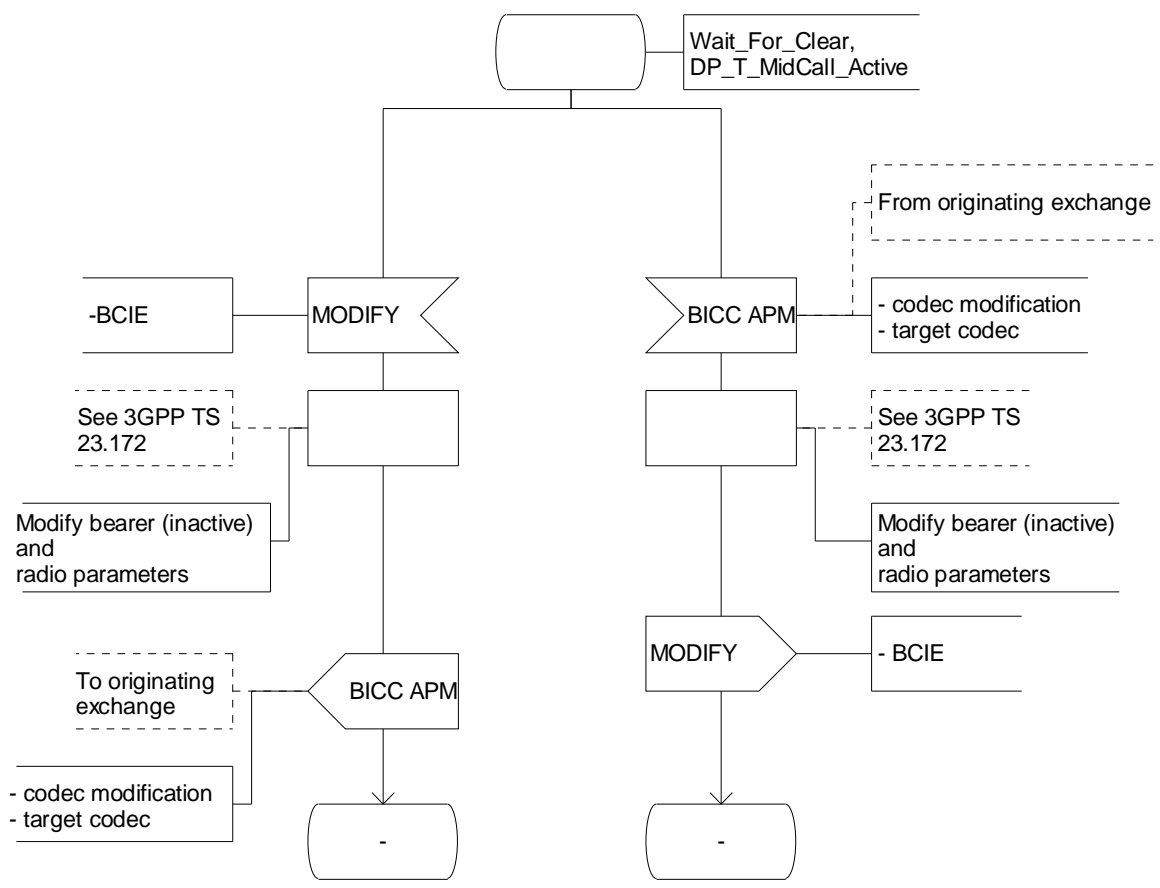 Wait_For_Clear,
DP_T_MidCall_Active
From originating exchange
-BCIE
MODIFY
BICC APM
- codec modification
- target codec
See 3GPP TS
23.172
See 3GPP TS
23.172
Modify bearer (inactive)
and
radio parameters
Modify bearer (inactive)
and
radio parameters
MODIFY
- BCIE
To originating
exchange
BICC APM
- codec modification
- target codec
-
-